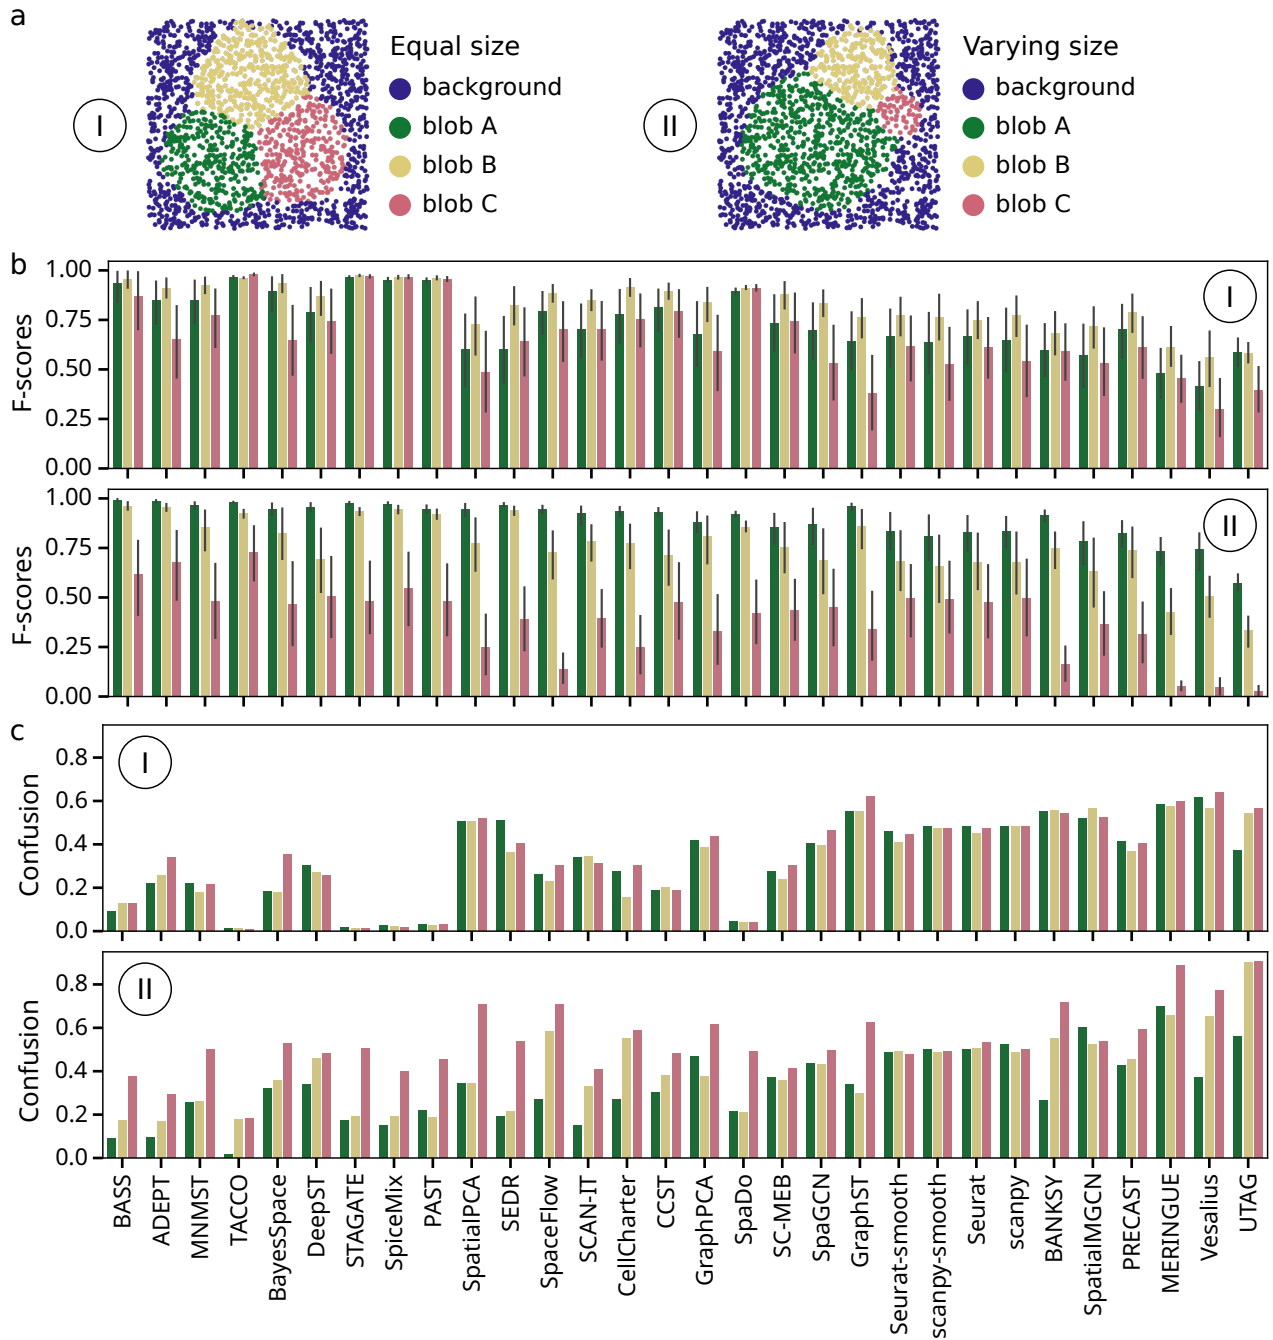 a
I
Equal size
background
blob A
blob B
blob C
II
Varying size
background
blob A
blob B
blob C
b
F-scores
1.00
0.75
0.50
0.25
0.00
I
F-scores
1.00
0.75
0.50
0.25
0.00
II
c
Confusion
0.8
0.6
0.4
0.2
0.0
I
Confusion
0.8
0.6
0.4
0.2
0.0
II
BASS
ADEPT
MNMST
TACCO
BayesSpace
DeepST
STAGATE
SpiceMix
PAST
SpatialPCA
SEDR
SpaceFlow
SCAN-IT
CellCharter
CCST
GraphPCA
SpaDo
SC-MEB
SpaGCN
GraphST
Seurat-smooth
scanpy-smooth
Seurat
scanpy
BANKSY
SpatialMGCN
PRECAST
MERINGUE
Vesalius
UTAG